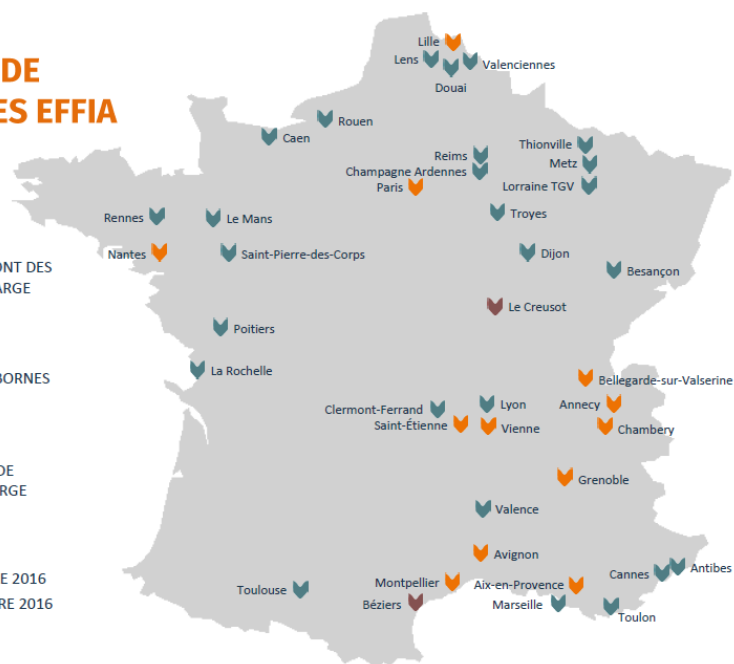 DE
ES EFFIA
ONT DES
ARGE
BORNES
DE
RGE
E 2016
RE 2016
Lille
Lens
Valenciennes
Douai
Rouen
Caen
Reims
Thionville
Champagne Ardennes
Metz
Paris
Lorraine TGV
Rennes
Le Mans
Troyes
Nantes
Saint-Pierre-des-Corps
Dijon
Besançon
Le Creusot
Poitiers
La Rochelle
Bellegarde-sur-Valserine
Clermont-Ferrand
Lyon
Annecy
Saint-Étienne
Vienne
Chambery
Grenoble
Valence
Avignon
Toulouse
Montpellier
Aix-en-Provence
Cannes
Antibes
Béziers
Marseille
Toulon